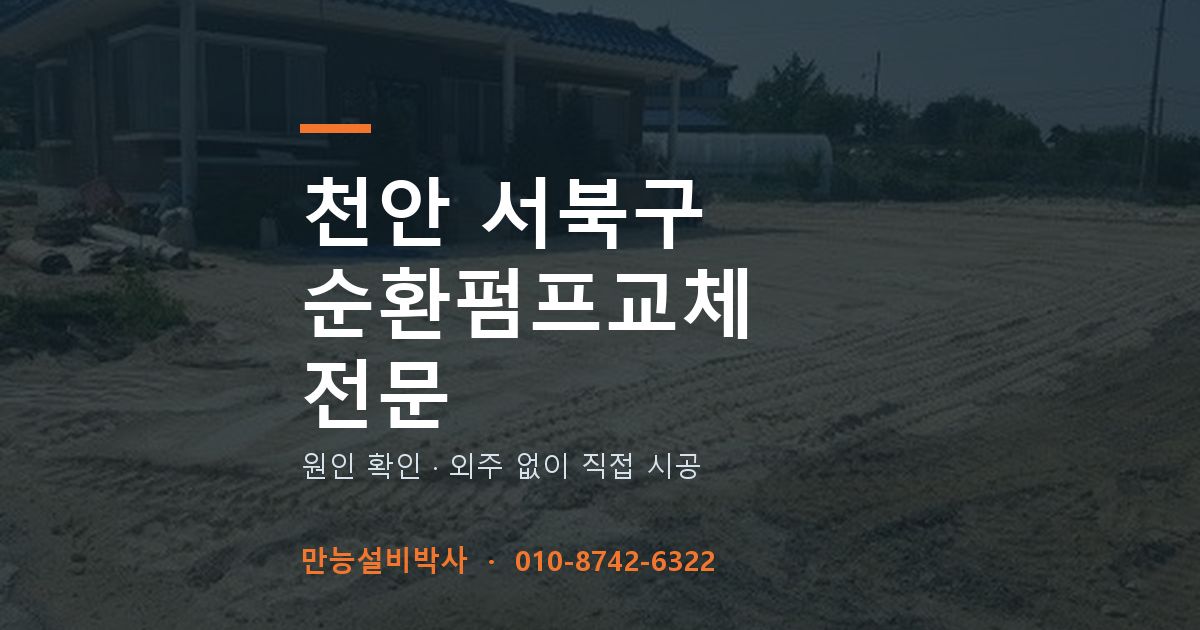 천안 서북구
순환펌프교체
전문
원인 확인 · 외주 없이 직접 시공
만능설비박사 · 010-8742-6322